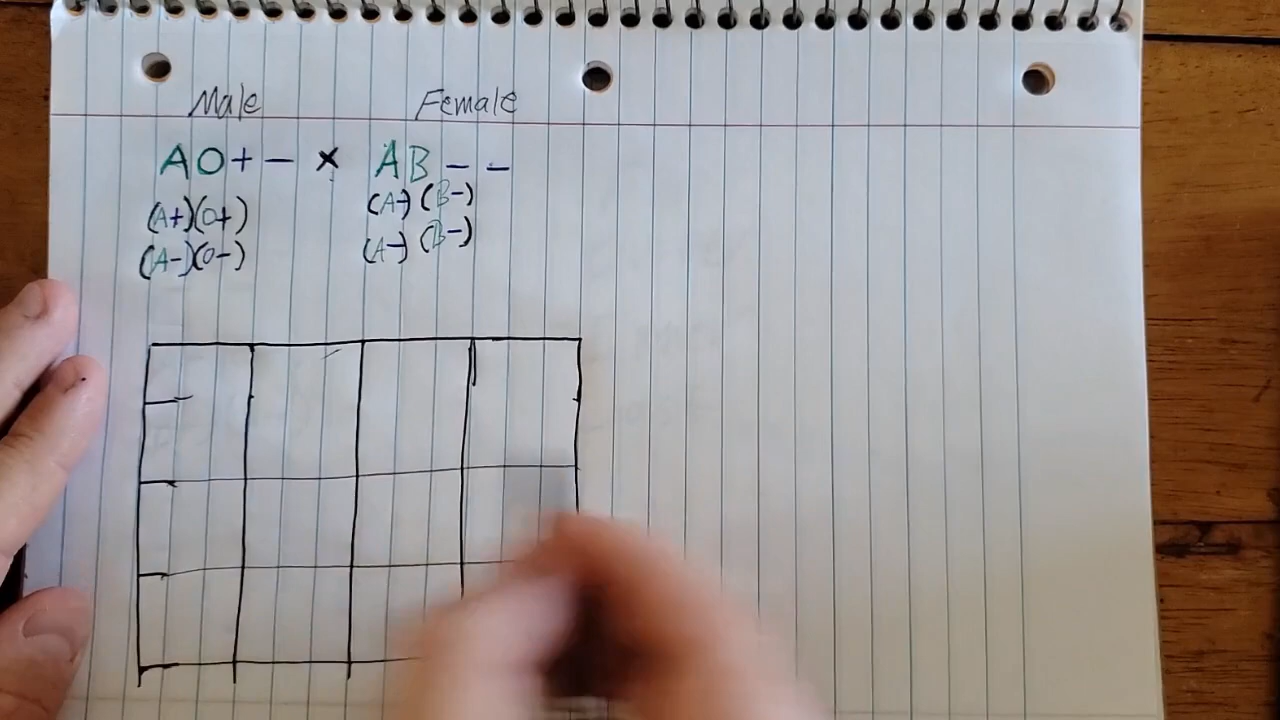 Male Female
AO+- × AB--
(A+)(O+) (A-)(B-)
(A-)(O-) (A-)(B-)